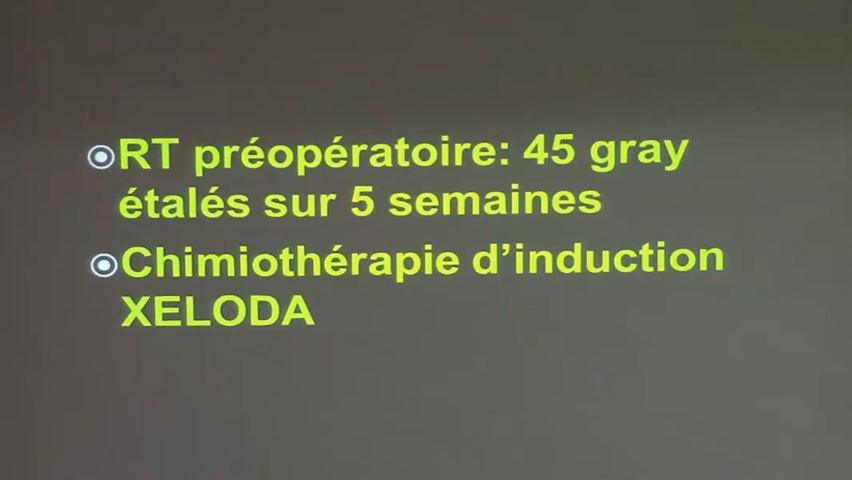 RT préopératoire: 45 gray
étalés sur 5 semaines
Chimiothérapie d’induction
XELODA